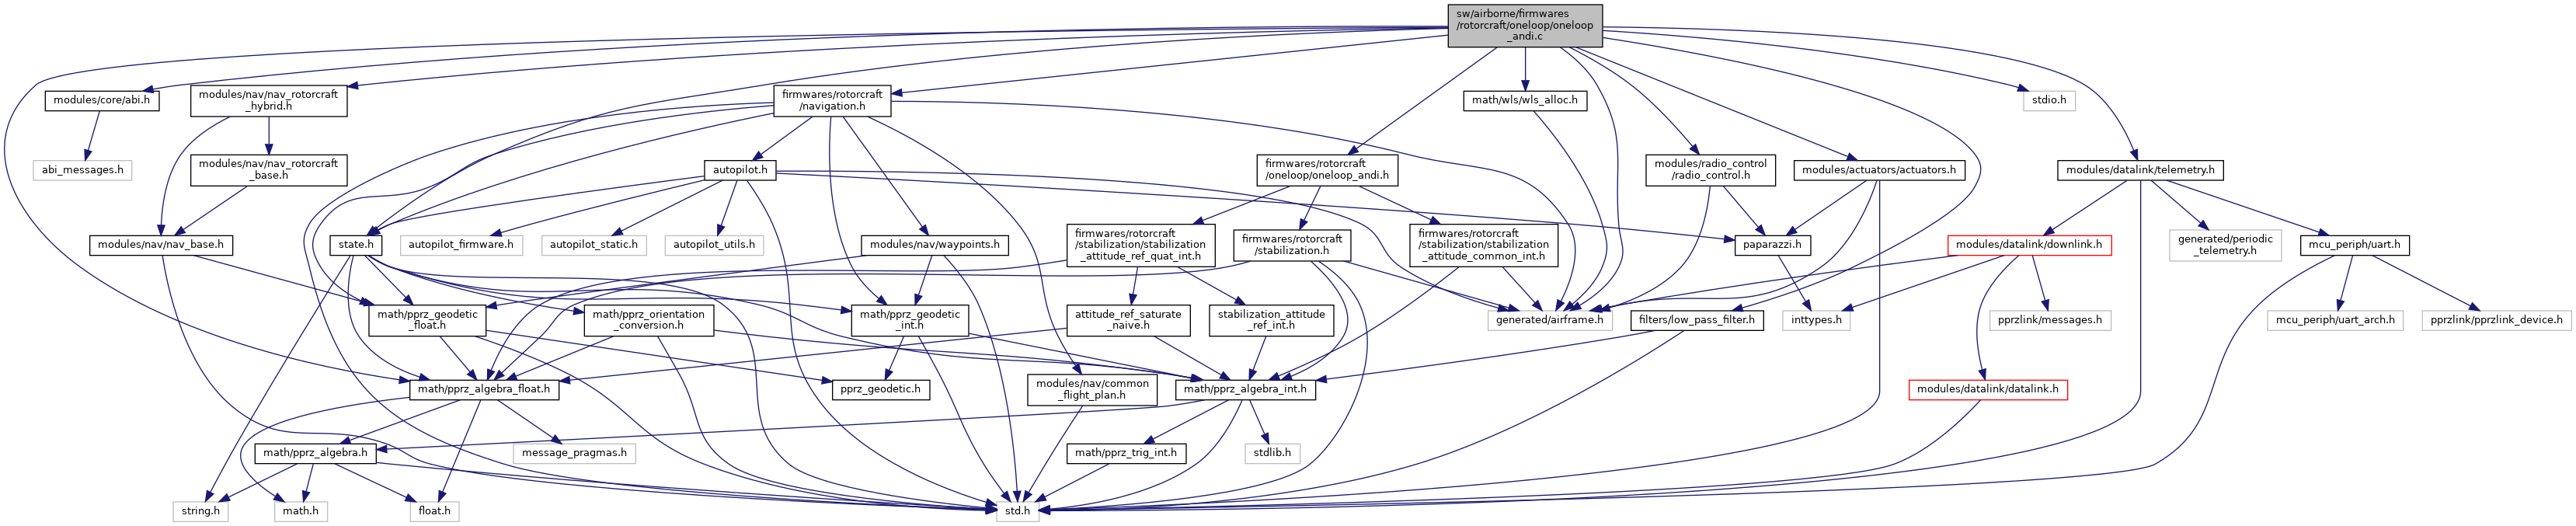 sw/airborne/firmwares
/rotorcraft/oneloop/oneloop
_andi.c
modules/core/abi.h
modules/nav/nav_rotorcraft
_hybrid.h
firmwares/rotorcraft
/navigation.h
math/wls/wls_alloc.h
stdio.h
abi_messages.h
modules/nav/nav_rotorcraft
_base.h
autopilot.h
firmwares/rotorcraft
/oneloop/oneloop_andi.h
modules/radio_control
/radio_control.h
modules/actuators/actuators.h
modules/datalink/telemetry.h
modules/nav/nav_base.h
state.h
autopilot_firmware.h
autopilot_static.h
autopilot_utils.h
modules/nav/waypoints.h
firmwares/rotorcraft
/stabilization/stabilization
_attitude_ref_quat_int.h
firmwares/rotorcraft
/stabilization.h
firmwares/rotorcraft
/stabilization/stabilization
_attitude_common_int.h
paparazzi.h
modules/datalink/downlink.h
generated/periodic
_telemetry.h
mcu_periph/uart.h
math/pprz_geodetic
_float.h
math/pprz_orientation
_conversion.h
math/pprz_geodetic
_int.h
attitude_ref_saturate
_naive.h
stabilization_attitude
_ref_int.h
generated/airframe.h
filters/low_pass_filter.h
inttypes.h
pprzlink/messages.h
mcu_periph/uart_arch.h
pprzlink/pprzlink_device.h
math/pprz_algebra_float.h
pprz_geodetic.h
modules/nav/common
_flight_plan.h
math/pprz_algebra_int.h
modules/datalink/datalink.h
math/pprz_algebra.h
message_pragmas.h
math/pprz_trig_int.h
stdlib.h
string.h
math.h
float.h
std.h